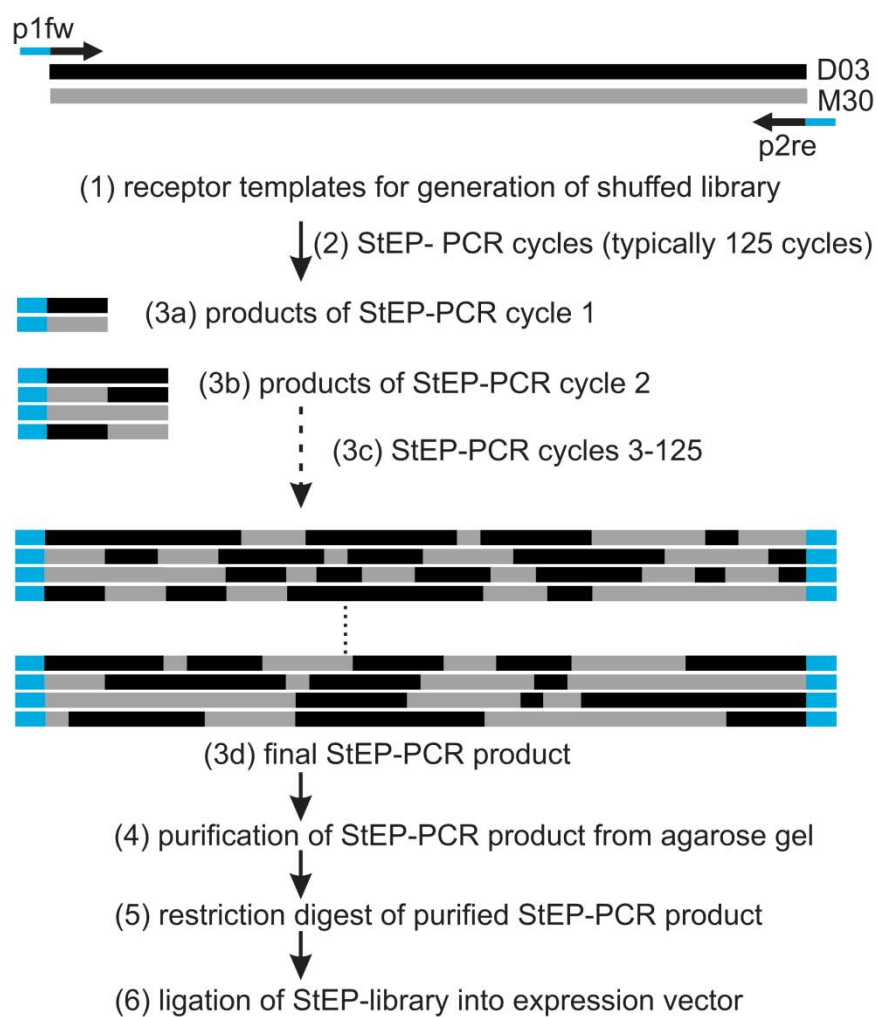 p1fw
D03
M30
p2re
(1) receptor templates for generation of shuffed library
(2) StEP- PCR cycles (typically 125 cycles)
(3a) products of StEP-PCR cycle 1
(3b) products of StEP-PCR cycle 2
(3c) StEP-PCR cycles 3-125
(3d) final StEP-PCR product
(4) purification of StEP-PCR product from agarose gel
(5) restriction digest of purified StEP-PCR product
(6) ligation of StEP-library into expression vector